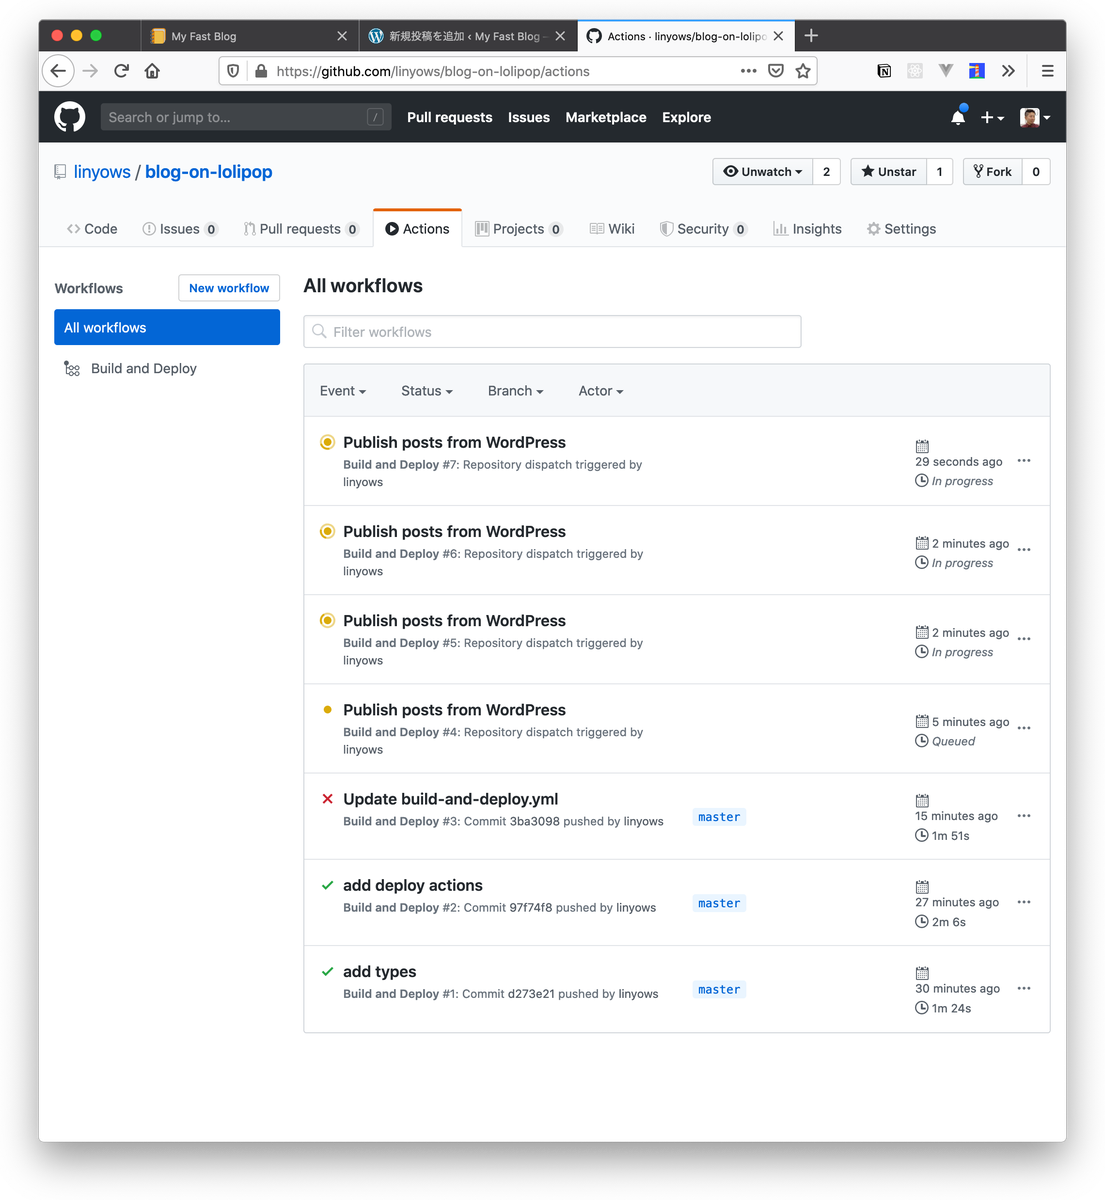 My Fast Blog
新規投稿を追加 ‹ My Fast Blog
Actions · linyows/blog-on-lolipo
https://github.com/linyows/blog-on-lolipop/actions
Search or jump to...
/
Pull requests
Issues
Marketplace
Explore
linyows / blog-on-lolipop
Unwatch
2
Unstar
1
Fork
0
Code
Issues 0
Pull requests 0
Actions
Projects 0
Wiki
Security 0
Insights
Settings
Workflows
New workflow
All workflows
Build and Deploy
All workflows
Filter workflows
Event
Status
Branch
Actor
Publish posts from WordPress
Build and Deploy #7: Repository dispatch triggered by
linyows
29 seconds ago
In progress
Publish posts from WordPress
Build and Deploy #6: Repository dispatch triggered by
linyows
2 minutes ago
In progress
Publish posts from WordPress
Build and Deploy #5: Repository dispatch triggered by
linyows
2 minutes ago
In progress
Publish posts from WordPress
Build and Deploy #4: Repository dispatch triggered by
linyows
5 minutes ago
Queued
Update build-and-deploy.yml
Build and Deploy #3: Commit 3ba3098 pushed by linyows
master
15 minutes ago
1m 51s
add deploy actions
Build and Deploy #2: Commit 97f74f8 pushed by linyows
master
27 minutes ago
2m 6s
add types
Build and Deploy #1: Commit d273e21 pushed by linyows
master
30 minutes ago
1m 24s